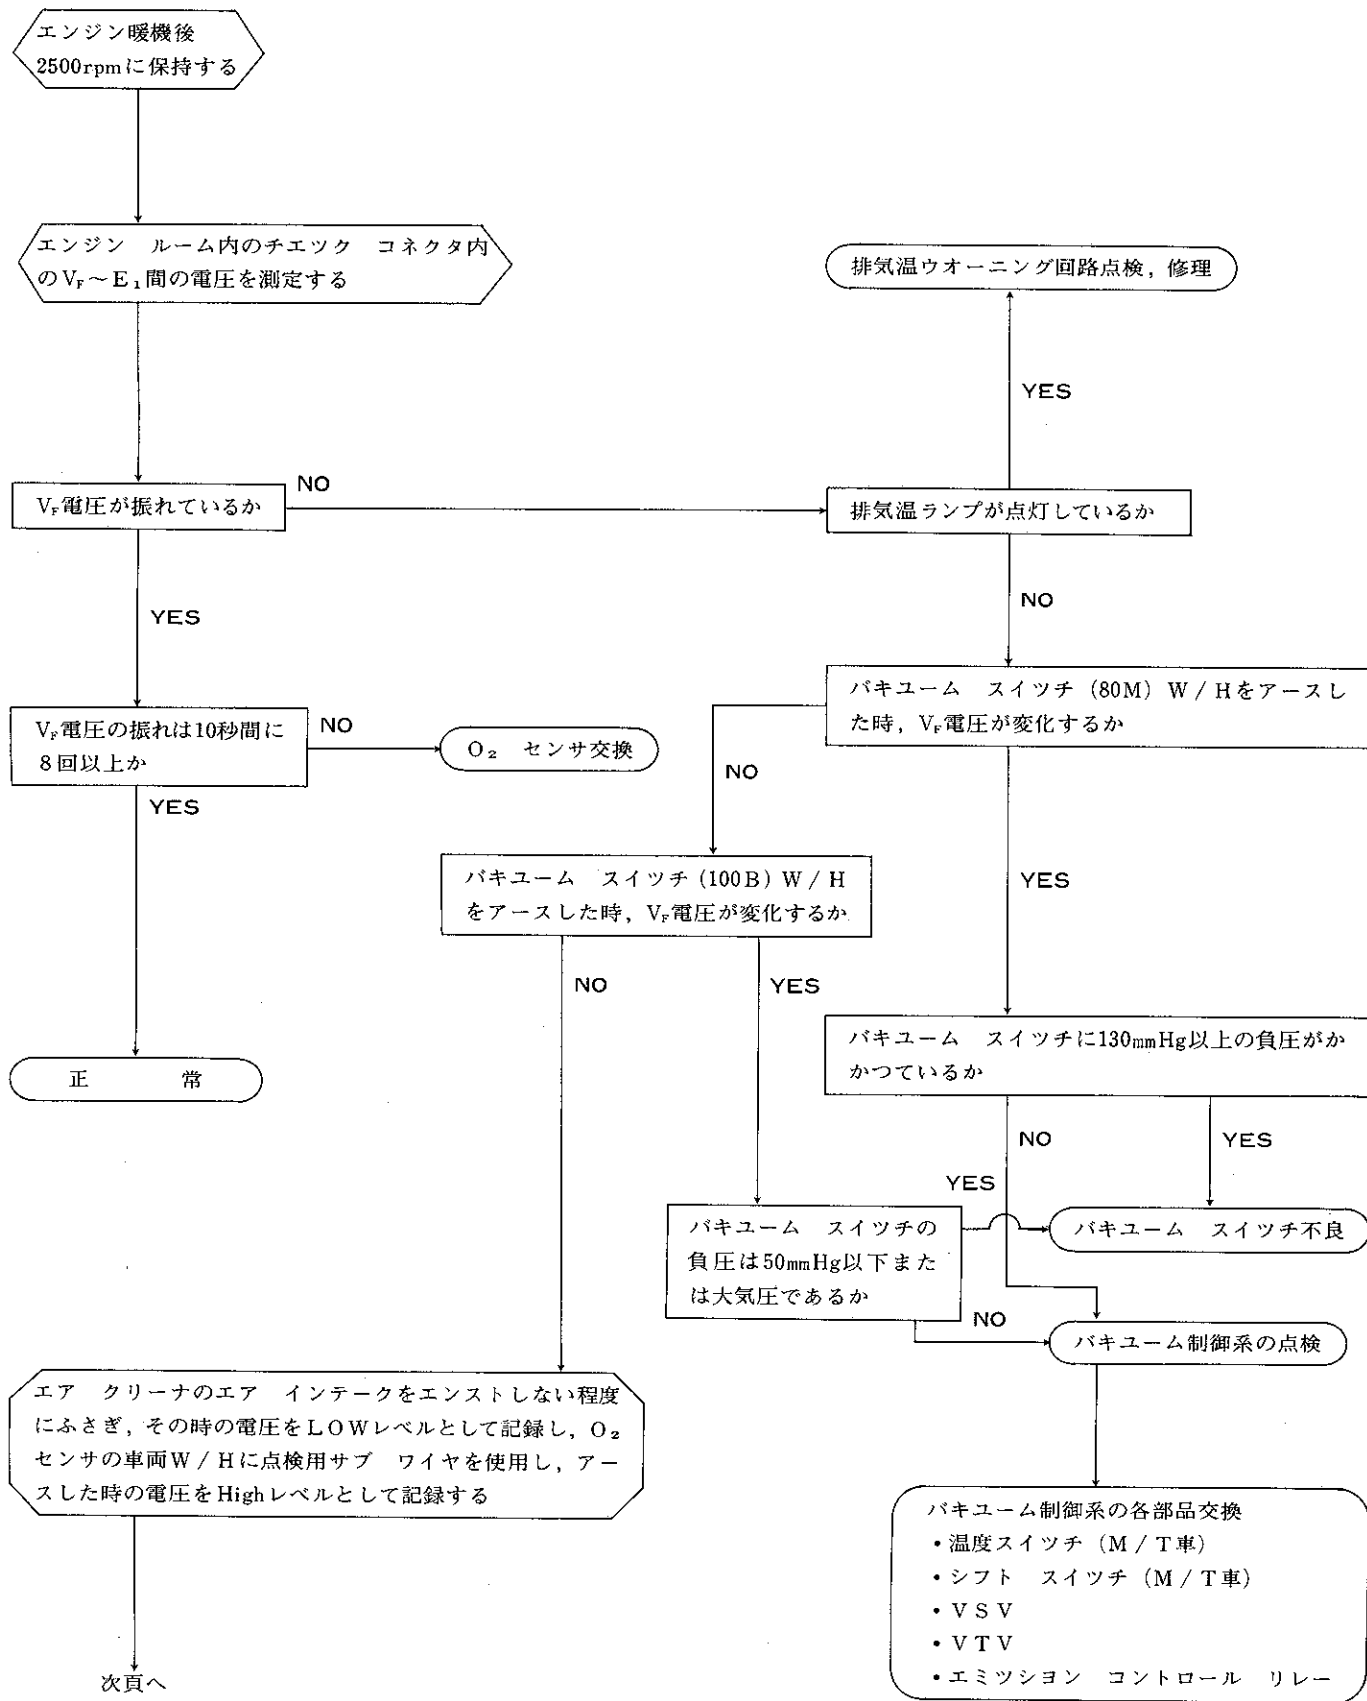 エンジン暖機後
2500rpmに保持する
エンジン ルーム内のチエツク コネクタ内
のVF～E1間の電圧を測定する
排気温ウオーニング回路点検，修理
YES
VF電圧が振れているか
NO
排気温ランプが点灯しているか
YES
NO
バキユーム スイツチ (80M) W/Hをアースし
た時，VF電圧が変化するか
VF電圧の振れは10秒間に
8回以上か
NO
O2 センサ交換
NO
YES
バキユーム スイツチ (100B) W/H
をアースした時，VF電圧が変化するか
YES
NO
YES
バキユーム スイツチに130mmHg以上の負圧がか
かつているか
正 常
NO
YES
YES
バキユーム スイツチの
負圧は50mmHg以下また
は大気圧であるか
バキユーム スイツチ不良
NO
バキユーム制御系の点検
エア クリーナのエア インテークをエンストしない程度
にふさぎ，その時の電圧をLOWレベルとして記録し，O2
センサの車両W/Hに点検用サブ ワイヤを使用し，アー
スした時の電圧をHighレベルとして記録する
バキユーム制御系の各部品交換
・温度スイツチ (M/T車)
・シフト スイツチ (M/T車)
・VSV
・VTV
・エミツシヨン コントロール リレー
次頁へ